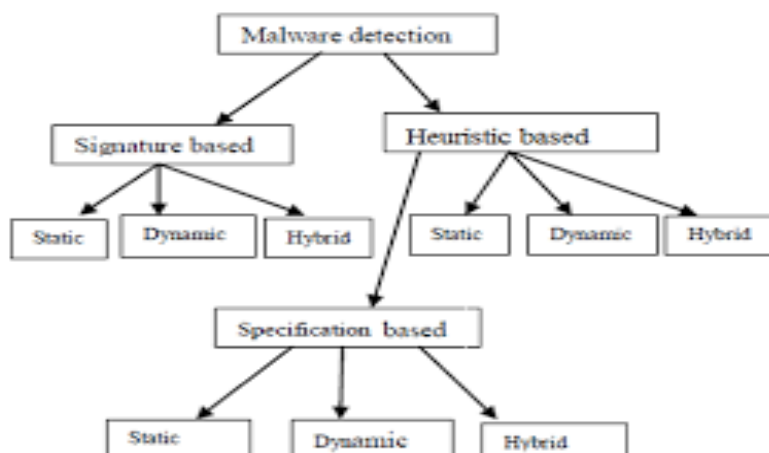 Malware detection
Signature based
Heuristic based
Static
Dynamic
Hybrid
Static
Dynamic
Hybrid
Specification based
Static
Dynamic
Hybrid